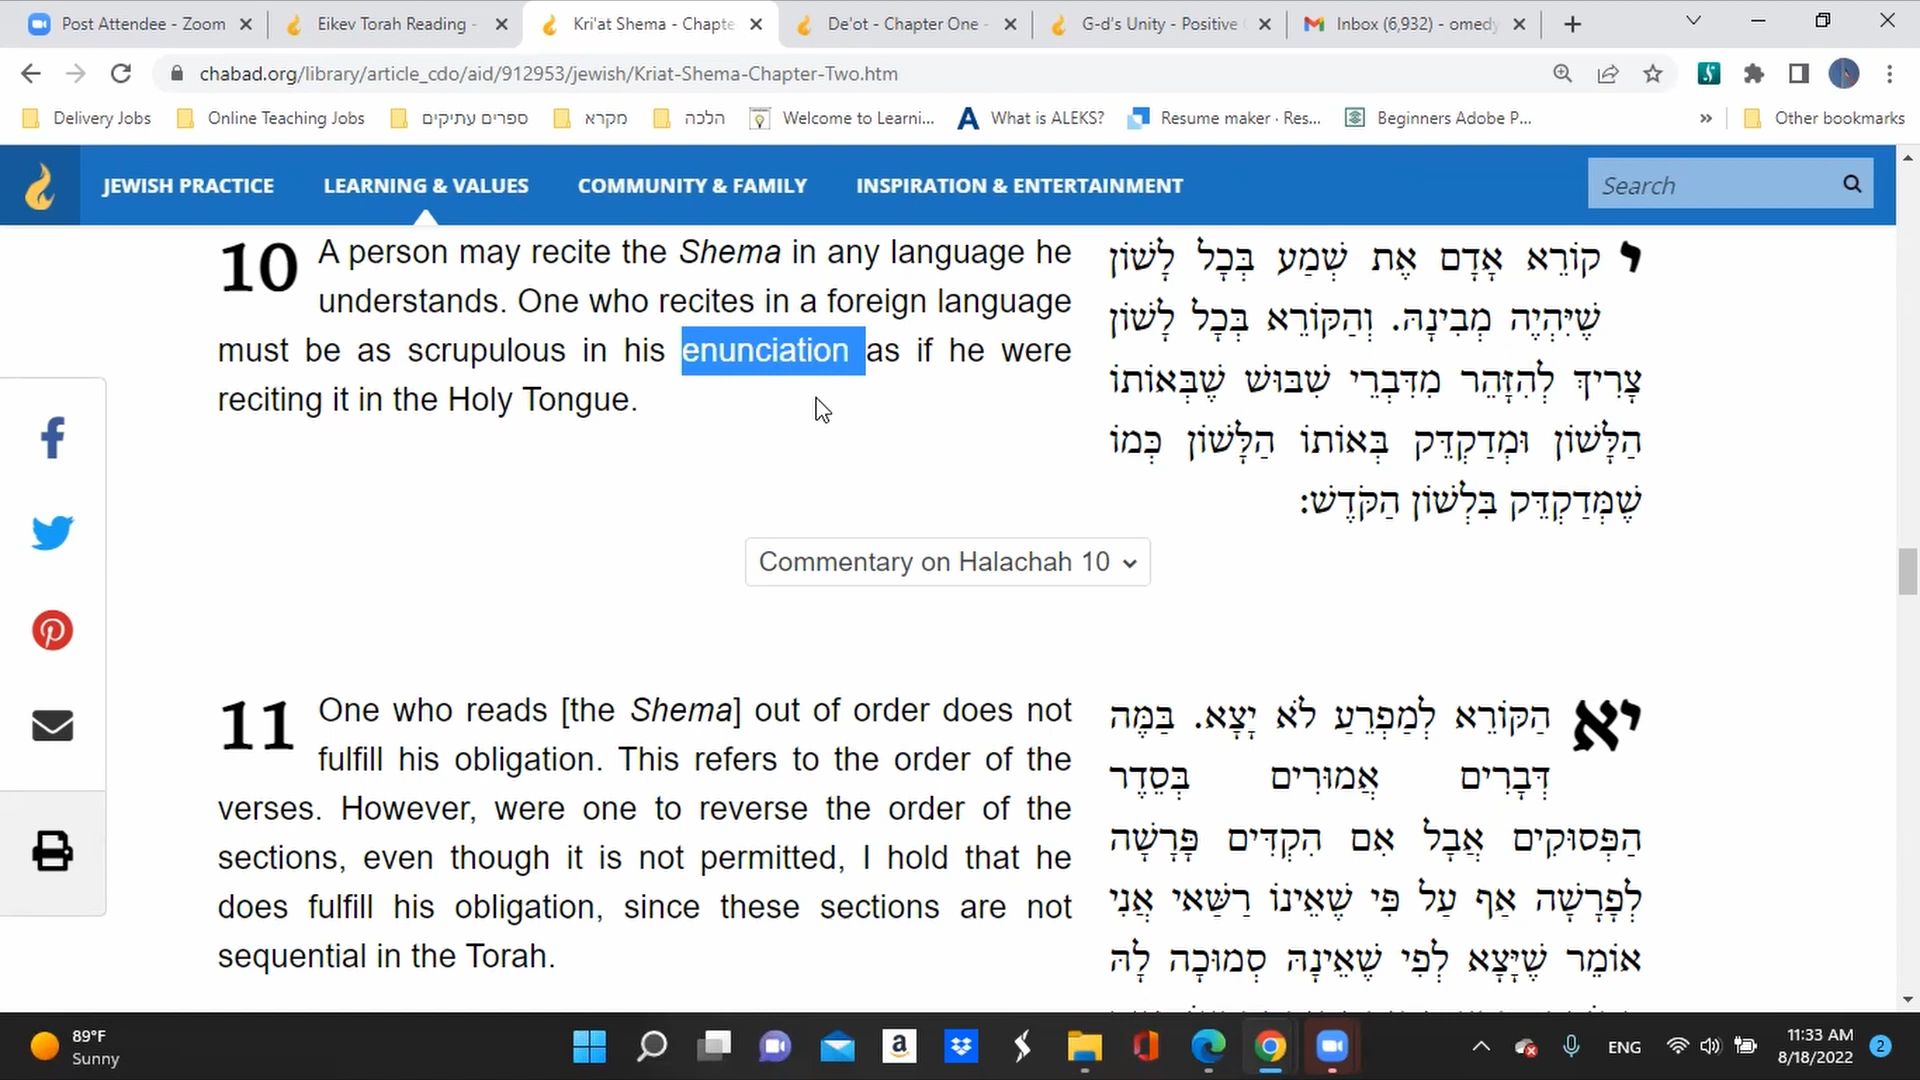 Post Attendee - Zoom
Eikev Torah Reading -
Kri'at Shema - Chapte
De'ot - Chapter One -
G-d's Unity - Positive
Inbox (6,932) - omedy
chabad.org/library/article_cdo/aid/912953/jewish/Kriat-Shema-Chapter-Two.htm
Delivery Jobs
Online Teaching Jobs
ספרים עתיקים
מקרא
הלכה
Welcome to Learni...
What is ALEKS?
Resume maker · Res...
Beginners Adobe P...
»
Other bookmarks
JEWISH PRACTICE
LEARNING & VALUES
COMMUNITY & FAMILY
INSPIRATION & ENTERTAINMENT
Search
10 A person may recite the Shema in any language he
understands. One who recites in a foreign language
must be as scrupulous in his enunciation as if he were
reciting it in the Holy Tongue.
י קוֹרֵא אָדָם אֶת שְׁמַע בְּכָל לָשׁוֹן
שֶׁיִּהְיֶה מְבִינָהּ. וְהַקּוֹרֵא בְּכָל לָשׁוֹן
צָרִיךְ לְהִזָּהֵר מִדִּבְרֵי שִׁבּוּשׁ שֶׁבְּאוֹתוֹ
הַלָּשׁוֹן וּמְדַקְדֵּק בְּאוֹתוֹ הַלָּשׁוֹן כְּמוֹ
שֶׁמְּדַקְדֵּק בִּלְשׁוֹן הַקֹּדֶשׁ:
Commentary on Halachah 10
11 One who reads [the Shema] out of order does not
fulfill his obligation. This refers to the order of the
verses. However, were one to reverse the order of the
sections, even though it is not permitted, I hold that he
does fulfill his obligation, since these sections are not
sequential in the Torah.
יא הַקּוֹרֵא לְמַפְרֵעַ לֹא יָצָא. בַּמֶּה
דְּבָרִים אֲמוּרִים בְּסֵדֶר
הַפְּסוּקִים אֲבָל אִם הִקְדִּים פָּרָשָׁה
לְפָרָשָׁה אַף עַל פִּי שֶׁאֵינוֹ רַשַּׁאי אֲנִי
אוֹמֵר שֶׁיָּצָא לְפִי שֶׁאֵינָהּ סְמוּכָה לָהּ
89°F
Sunny
ENG
11:33 AM
8/18/2022
2